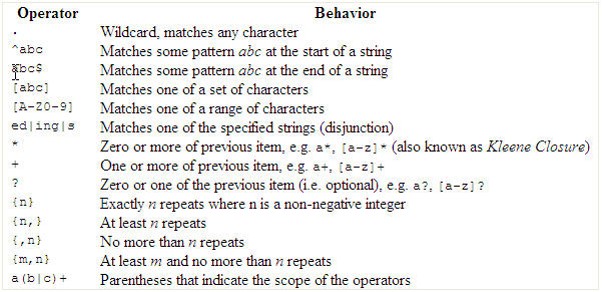 Operator Behavior
. Wildcard, matches any character
^abc Matches some pattern abc at the start of a string
abc$ Matches some pattern abc at the end of a string
[abc] Matches one of a set of characters
[A-Z0-9] Matches one of a range of characters
ed|ing|s Matches one of the specified strings (disjunction)
* Zero or more of previous item, e.g. a*, [a-z]* (also known as Kleene Closure)
+ One or more of previous item, e.g. a+, [a-z]+
? Zero or one of the previous item (i.e. optional), e.g. a?, [a-z]?
{n} Exactly n repeats where n is a non-negative integer
{n,} At least n repeats
{,n} No more than n repeats
{m,n} At least m and no more than n repeats
a(b|c)+ Parentheses that indicate the scope of the operators